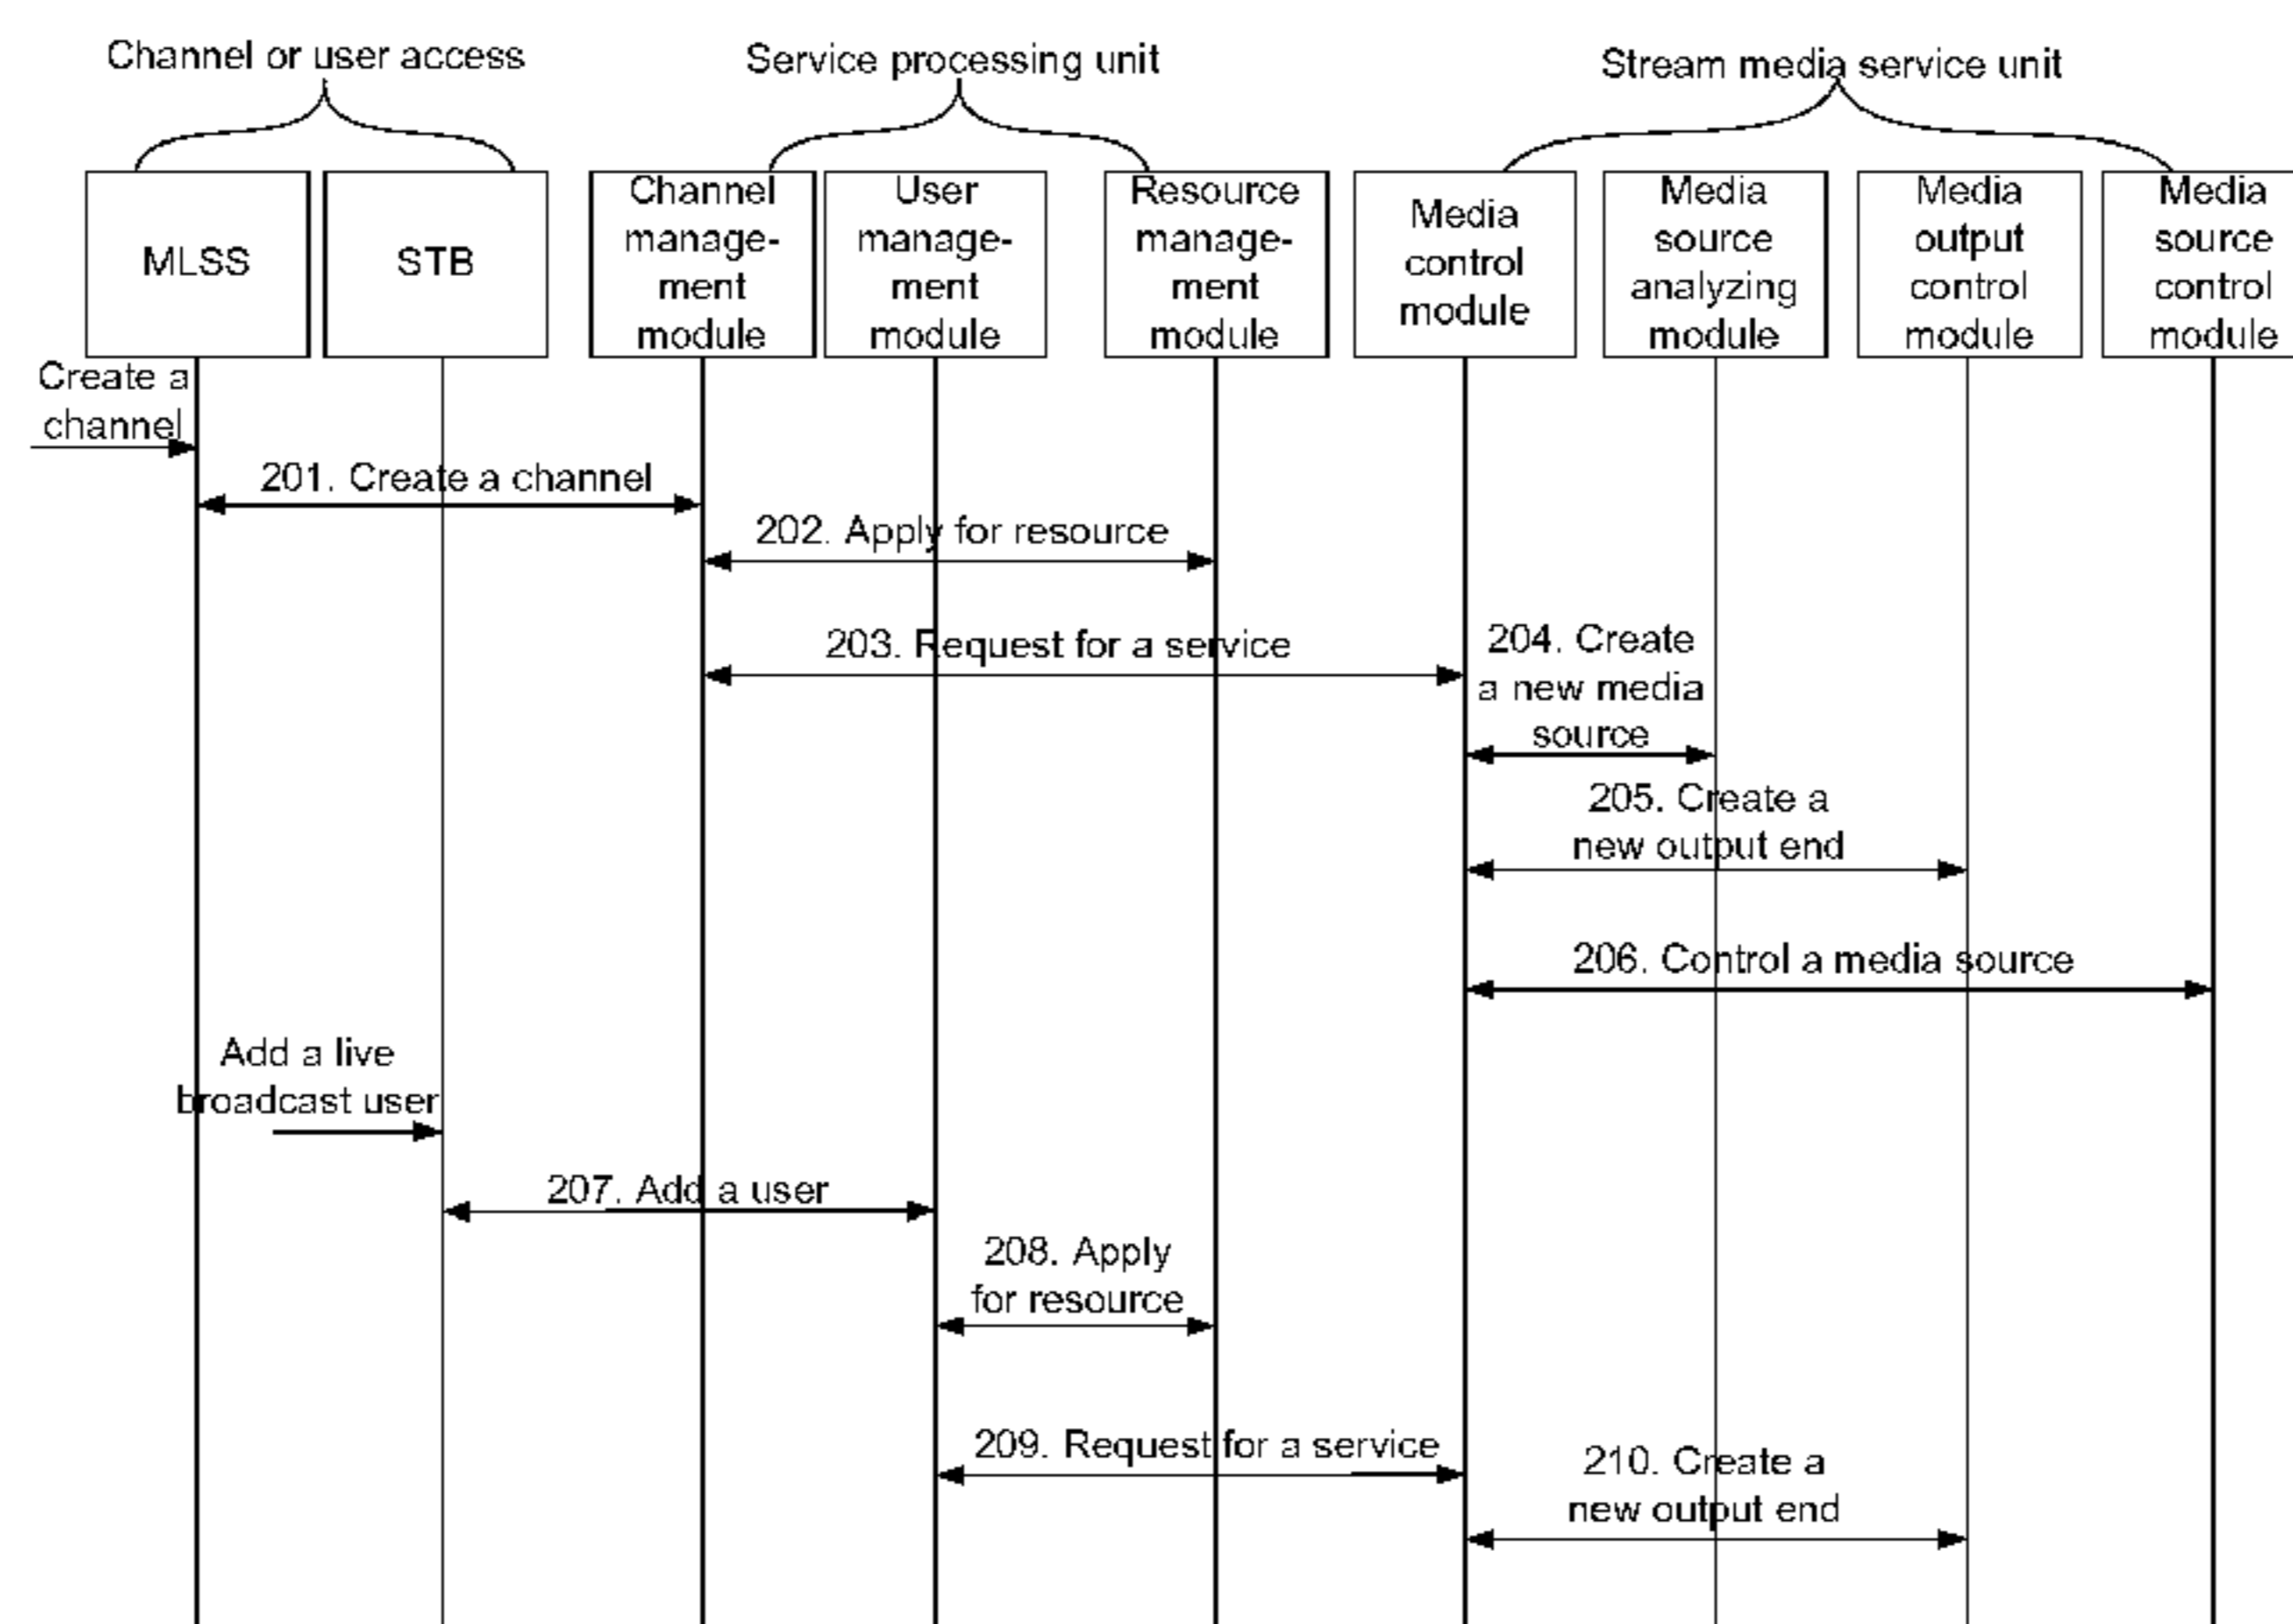 Channel or user access
Service processing unit
Stream media service unit
MLSS
STB
Channel
manage-
ment
module
User
manage-
ment
module
Resource
manage-
ment
module
Media
control
module
Media
source
analyzing
module
Media
output
control
module
Media
source
control
module
Create a
channel
201. Create a channel
202. Apply for resource
203. Request for a service
204. Create
a new media
source
205. Create a
new output end
206. Control a media source
Add a live
broadcast user
207. Add a user
208. Apply
for resource
209. Request for a service
210. Create a
new output end